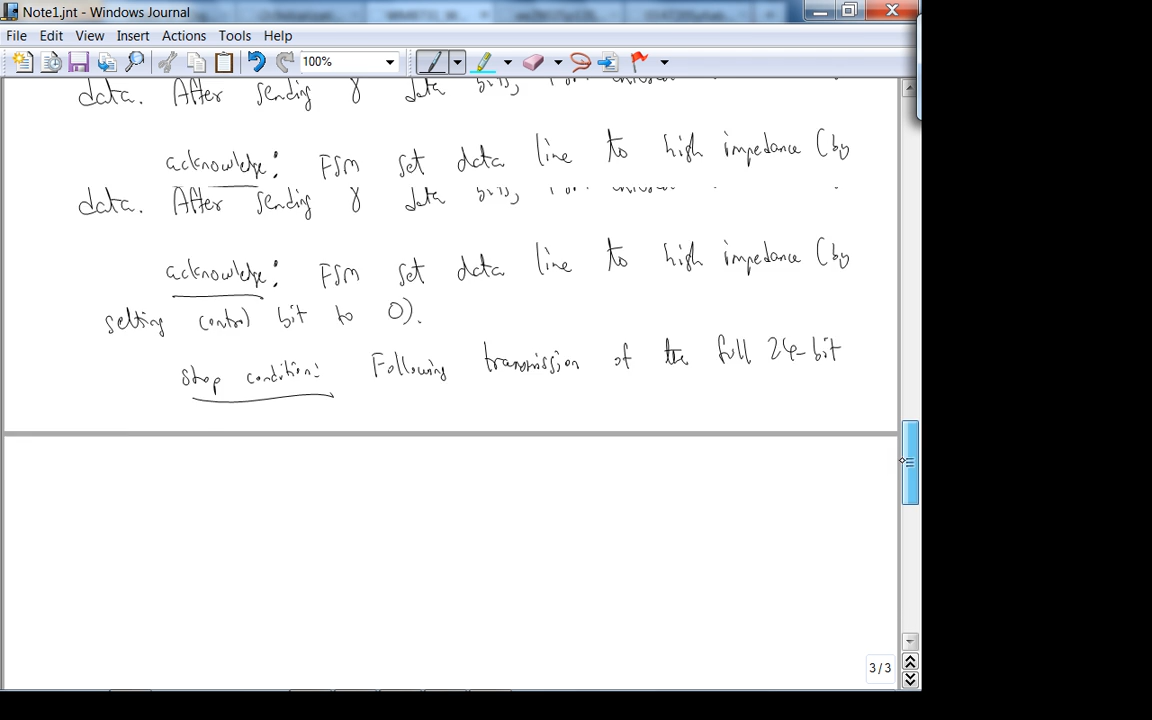 Note1.jnt - Windows Journal
File Edit View Insert Actions Tools Help
100%
data. After sending 8 data bits,
acknowledge: FSM set data line to high impedance (by
data. After sending 8 data bits,
acknowledge: FSM set data line to high impedance (by
setting control bit to 0).
Stop condition: Following transmission of the full 24-bit
3/3